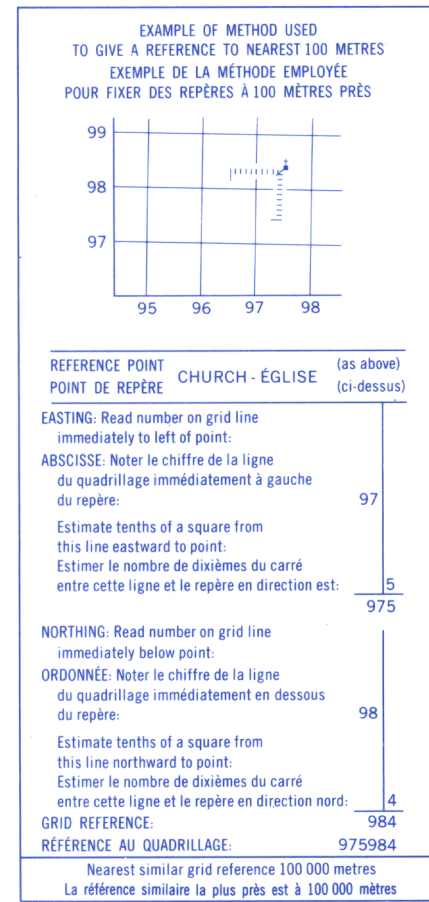 EXAMPLE OF METHOD USED
TO GIVE A REFERENCE TO NEAREST 100 METRES
EXEMPLE DE LA MÉTHODE EMPLOYÉE
POUR FIXER DES REPÈRES À 100 MÈTRES PRÈS
99
98
97
95 96 97 98
REFERENCE POINT
POINT DE REPÈRE
CHURCH - ÉGLISE
(as above)
(ci-dessus)
EASTING: Read number on grid line
immediately to left of point:
ABSCISSE: Noter le chiffre de la ligne
du quadrillage immédiatement à gauche
du repère: 97
Estimate tenths of a square from
this line eastward to point:
Estimer le nombre de dixièmes du carré
entre cette ligne et le repère en direction est: 5
975
NORTHING: Read number on grid line
immediately below point:
ORDONNÉE: Noter le chiffre de la ligne
du quadrillage immédiatement en dessous
du repère: 98
Estimate tenths of a square from
this line northward to point:
Estimer le nombre de dixièmes du carré
entre cette ligne et le repère en direction nord: 4
GRID REFERENCE: 984
RÉFÉRENCE AU QUADRILLAGE: 975984
Nearest similar grid reference 100 000 metres
La référence similaire la plus près est à 100 000 mètres